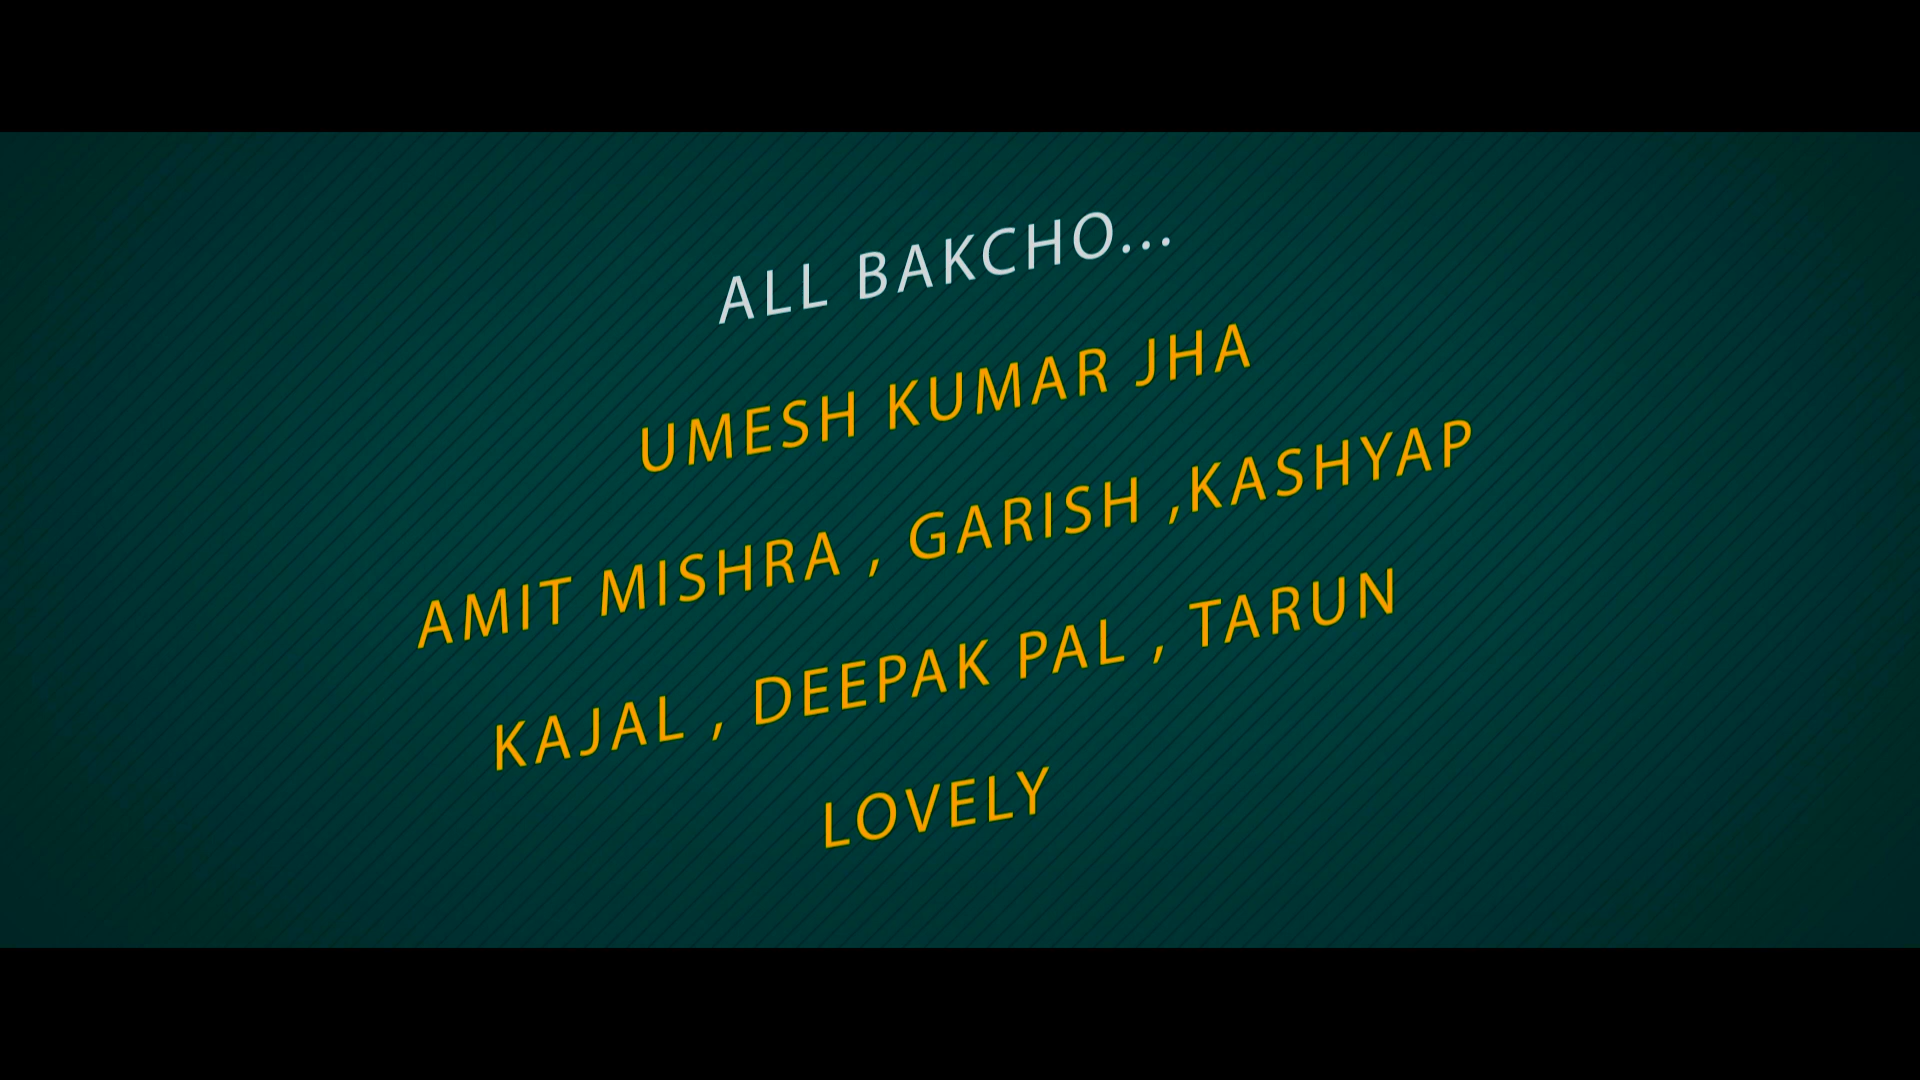 ALL BAKCHO...
UMESH KUMAR JHA
AMIT MISHRA , GARISH ,KASHYAP
KAJAL , DEEPAK PAL , TARUN
LOVELY